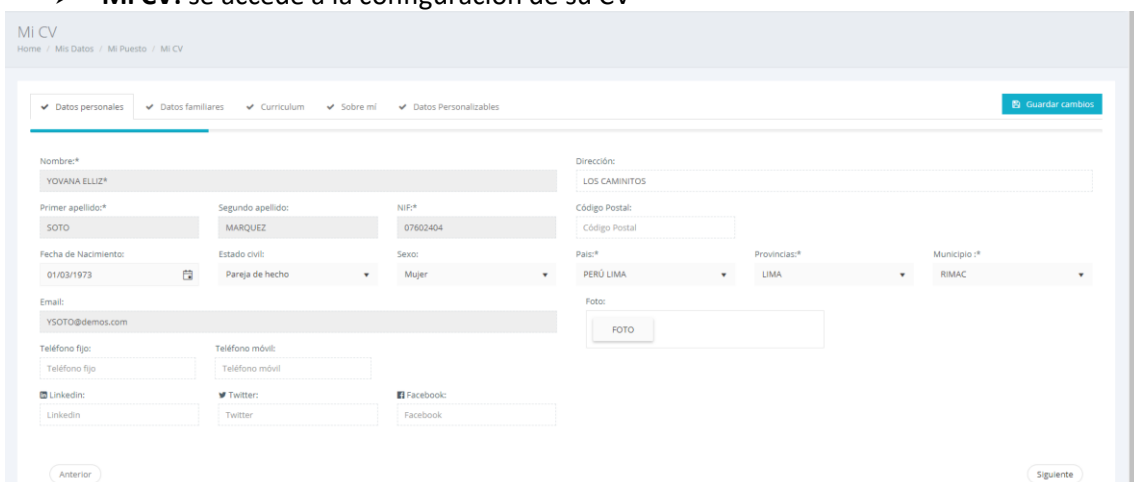 ➤ Mi CV: se accede a la configuración de su CV
Mi CV
Home / Mis Datos / Mi Puesto / Mi CV
✔ Datos personales ✔ Datos familiares ✔ Curriculum ✔ Sobre mí ✔ Datos Personalizables Guardar cambios
Nombre:* Dirección:
YOVANA ELLIZ* LOS CAMINITOS
Primer apellido:* Segundo apellido: NIF:* Código Postal:
SOTO MARQUEZ 07602404 Código Postal
Fecha de Nacimiento: Estado civil: Sexo: Pais:* Provincias:* Municipio :*
01/03/1973 Pareja de hecho Mujer PERÚ LIMA LIMA RIMAC
Email: Foto:
YSOTO@demos.com FOTO
Teléfono fijo: Teléfono móvil:
Teléfono fijo Teléfono móvil
Linkedin: Twitter: Facebook:
LinkedIn Twitter Facebook
Anterior Siguiente